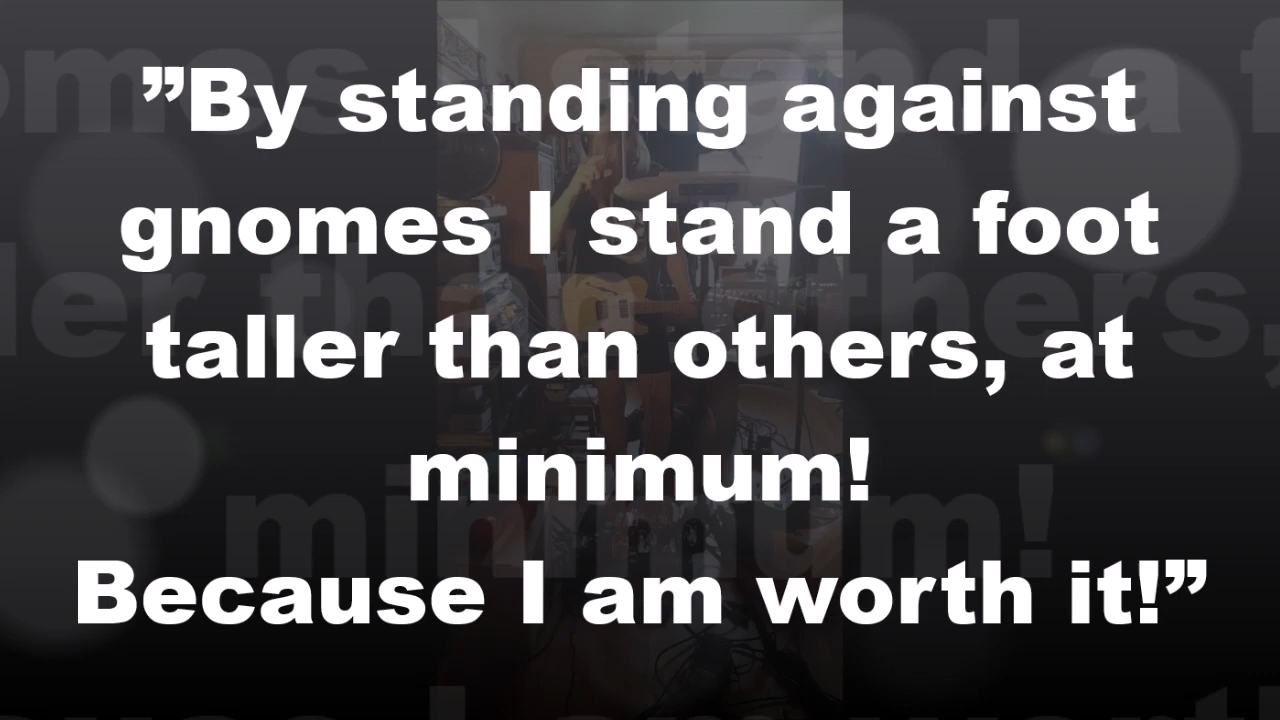 ”By standing against
gnomes I stand a foot
taller than others, at
minimum!
Because I am worth it!”